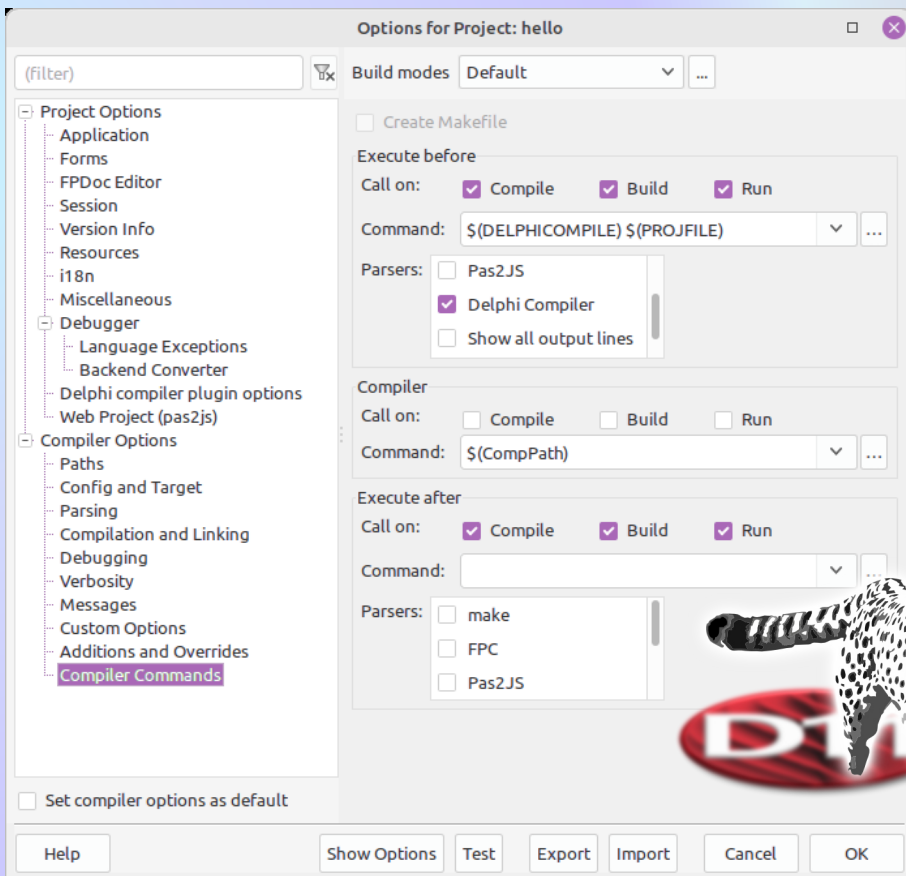 Options for Project: hello
(filter)
Build modes Default ...
Project Options
Application
Forms
FPDoc Editor
Session
Version Info
Resources
i18n
Miscellaneous
Debugger
Language Exceptions
Backend Converter
Delphi compiler plugin options
Web Project (pas2js)
Compiler Options
Paths
Config and Target
Parsing
Compilation and Linking
Debugging
Verbosity
Messages
Custom Options
Additions and Overrides
Compiler Commands
Set compiler options as default
Create Makefile
Execute before
Call on: Compile Build Run
Command: $(DELPHICOMPILE) $(PROJFILE) ...
Parsers: Pas2JS
Delphi Compiler
Show all output lines
Compiler
Call on: Compile Build Run
Command: $(CompPath) ...
Execute after
Call on: Compile Build Run
Command: ...
Parsers: make
FPC
Pas2JS
Help Show Options Test Export Import Cancel OK